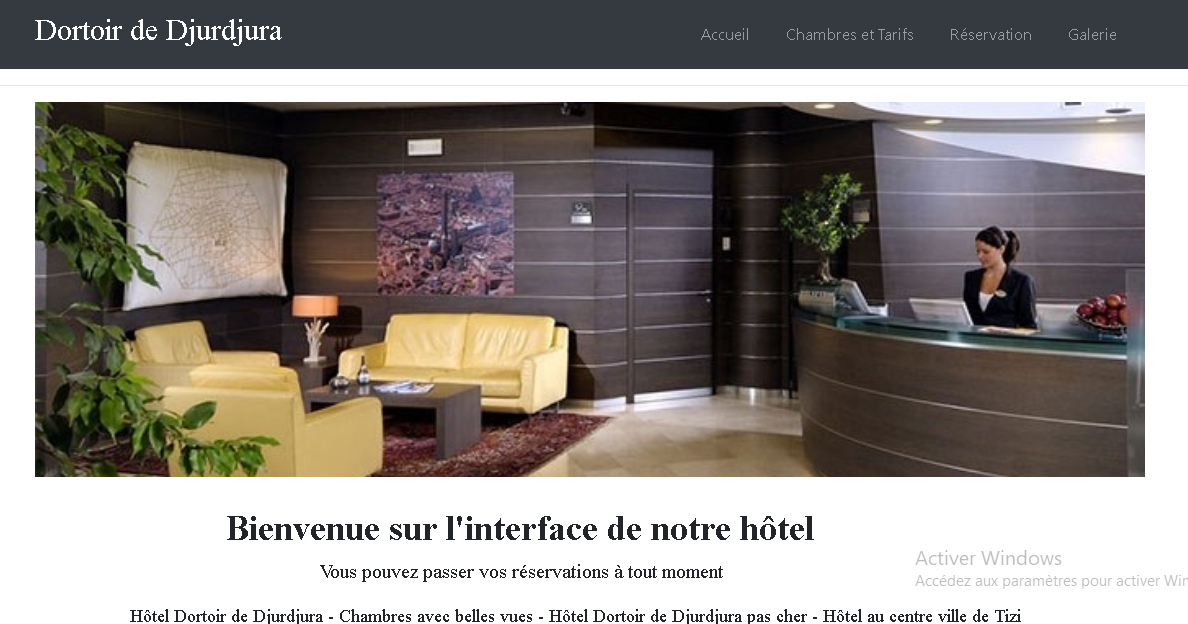 Dortoir de Djurdjura
Accueil
Chambres et Tarifs
Réservation
Galerie
Bienvenue sur l'interface de notre hôtel
Vous pouvez passer vos réservations à tout moment
Activer Windows
Accédez aux paramètres pour activer Win
Hôtel Dortoir de Djurdjura - Chambres avec belles vues - Hôtel Dortoir de Djurdjura pas cher - Hôtel au centre ville de Tizi